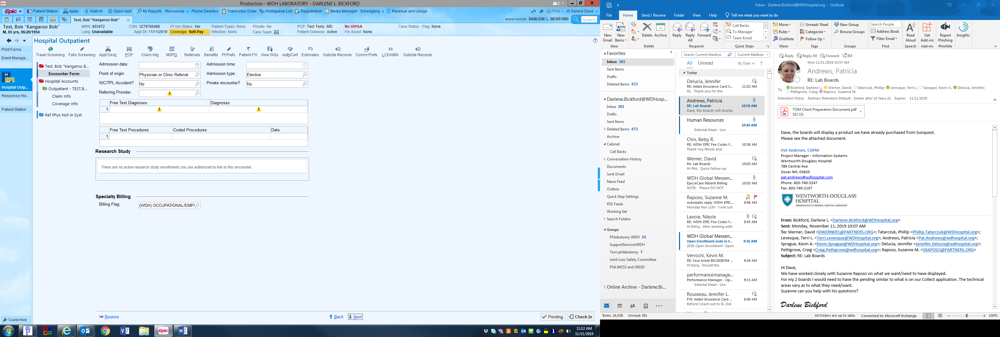 Production - WDH LABORATORY - DARLENE L. BICKFORD
Epic Patient Station Appts Walk In Quick Appt My Reports Resources Phone Directory Transcribe Order Workqueue List Registration Media Manager Scheduling Revenue and Usage Print IS Service Desk
Test, Bob "Kangaroo Bob" Grand central DARLENE L. BICKFORD Search
Test, Bob "Kangaroo Bob" MRN: 803472 CSN: 3279766488 Pt Ver Status: Ver Patient Types: None Private: No PCP: Test Testy, MD No HIPAA Case Status - Flag: None
M, 65 yrs, 06/29/1954 Lang: Unavailable Appt Dt: 11/11/2019 Coverage: Self-Pay Infection: None Care Team: Patient Gateway: Active Fin Assist: None
Hospital Outpatient
Print Forms
Event Manage...
Hospital Outp...
Response His...
Patient Station
Customize
Travel Screening Falls Screening Appt Desk PCP Claim Info MSPQ Referrals Benefits Pt Prefs Patient FYI View WQs Auth/Cert Estimates Outside Records Comm Prefs LCD/ABN Outside Records
Test, Bob "Kangaroo B...
Encounter Form
Hospital Accounts
Outpatient - TEST,B...
Claim Info
Coverage Info
Ref Phys Not in Syst
Admission date: Admission time:
Point of origin: Physician or Clinic Referral Admission type: Elective
WC/TPL Accident? No Private encounter? No
Referring Provider:
Free Text Diagnoses Diagnoses
1
Free Text Procedures Coded Procedures Date
1
Research Study
There are no active research study enrollments you are authorized to link to this encounter.
Specialty Billing
Billing Flag: (WDH) OCCUPATIONAL/EMPI
Restore Back Next Pending Check In
11:12 AM
11/11/2019
Inbox - Darlene.Bickford@WDHospital.org - Outlook
File Home Send / Receive Folder View Help Tell me what you want to do
New Email New Items Delete Archive Reply Reply All Forward
Call Backs
To Manager
Team Email
Move
Rules
OneNote
Unread/ Read
Categorize
Follow Up
New Group
Browse Groups
Search People
Address Book
Filter Email
Read Aloud Get Add-ins Report Phishing Insights
New Delete Respond Quick Steps Move Tags Groups Find Speech Add-ins PhishMe
Favorites
Inbox 301
Sent Items
Drafts
Deleted Items 473
Darlene.Bickford@WDHosp...
Inbox 301
Drafts
Sent Items
Deleted Items 473
Archive
Cabinet
Call Backs
Conversation History
Documents
Junk Email
News Feed
Outbox
Quick Step Settings
RSS Feeds
Working Set
Search Folders
Groups
Phlebotomy WDH 24
SupportServicesWDH
Terri.phlebotomy 7
Joint Loss Safety Committee
PSA 84153 and G0103
Online Archive - Darlene.Bi...
Search Current Mailbox Current Mailbox
All Unread By Date
Today
Delucia, Jennifer
RE: Ambir Insurance Card S... 11:02 AM
Hi, Thank you for the
Andrews, Patricia
RE: Lab Boards 10:58 AM
Dave, the boards will display
Human Resources
10:46 AM
External Email - Use
Chin, Betsy R.
RE: WDH: EPIC Fee Codes f... 10:36 AM
Thank You Nikole and
Werner, David
Re: Lab Boards 10:03 AM
Hi Phil, Quick follow-up
WDH Global Messen...
Epic/eCare Patient Billing 10:03 AM
NOTE: Please DO NOT
Raposo, Suzanne M.
Automatic reply: WDH: EPIC... 9:46 AM
Monday Nov 11th - I will out
Lavoie, Nikole
RE: WDH: EPIC Fee Codes f... 9:45 AM
Hi Betsy, After meeting with
WDH Global Messen...
Open Enrollment ends in t... 9:36 AM
2020 Open Enrollment Open
Verrochi, Kevin M.
RE: Your ticket INC2036764 ... 9:34 AM
Hi Iryna, Would the
performancemanage...
Performance Manager - Up... 9:15 AM
External Email - Use
Rousseau, Jennifer L.
FW: Ambir Insurance Card ... 8:40 AM
Before I reach out to IS. Did
Reply Reply All Forward IM
Mon 11/11/2019 10:57 AM
Andrews, Patricia
RE: Lab Boards
To Bickford, Darlene L.; Werner, David; Tatarczuk, Phillip; Levesque, Terri L.; Sprague, Kevin A.; Delucia, Jennifer;
Pettigrove, Craig; Raposo, Suzanne M.
Retention Policy Partners Retention Default - Delete after 10 Years (1( Expires 11/11/2029
TOM Client Preparation Document.pdf
582 KB
Dave, the boards will display a product we have already purchased from Sunquest.
Please see the attached document.
Pat Andrews, CAPM
Project Manager - Information Systems
Wentworth-Douglass Hospital
789 Central Ave
Dover NH, 03820
pat.andrews@wdhospital.com
Phone: 603-740-3247
Fax: 603-740-2107
WENTWORTH-DOUGLASS
HOSPITAL
MASSACHUSETTS GENERAL HOSPITAL SUBSIDIARY
From: Bickford, Darlene L. <Darlene.Bickford@WDHospital.org>
Sent: Monday, November 11, 2019 10:07 AM
To: Werner, David <DWERNER1@PARTNERS.ORG>; Tatarczuk, Phillip <Phillip.Tatarczuk@WDHospital.org>;
Levesque, Terri L. <Terri.Levesque@WDHospital.org>; Andrews, Patricia <Pat.Andrews@wdhospital.org>;
Sprague, Kevin A. <Kevin.Sprague@WDHospital.org>; Delucia, Jennifer <Jennifer.Delucia@wdhospital.org>;
Pettigrove, Craig <Craig.Pettigrove@wdhospital.org>; Raposo, Suzanne M. <SRAPOSO@PARTNERS.ORG>
Subject: RE: Lab Boards
Hi Dave,
We have worked closely with Suzanne Raposo on what we want/need to have displayed.
For my 2 boards I would need to have the pending similar to what is on our Collect application. The technical
areas vary as to what they need/want.
Suzanne can you help with his questions?
Darlene Bickford
Items: 26,038 Unread: 301 All folders are up to date. Connected to: Microsoft Exchange 100%